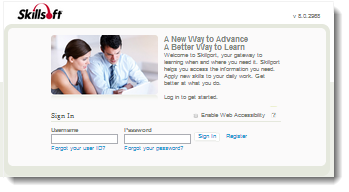 Skillsoft
v 8.0.2955
A New Way to Advance
A Better Way to Learn
Welcome to Skillport, your gateway to
learning when and where you need it. Skillport
helps you access the information you need.
Apply new skills to your daily work. Get
better at what you do.
Log in to get started.
Sign In
Enable Web Accessibility ?
Username Password
Sign in Register
Forgot your user ID? Forgot your password?